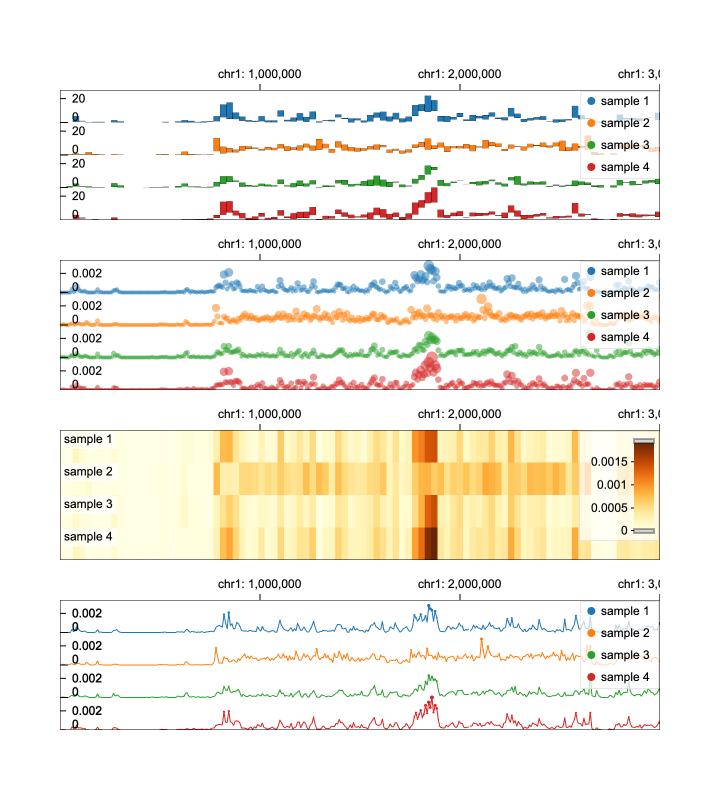 chr1: 1,000,000 chr1: 2,000,000 chr1: 3,0
20 sample 1
0
20 sample 2
0 sample 3
20 sample 4
0
20
0
chr1: 1,000,000 chr1: 2,000,000 chr1: 3,0
0.002 sample 1
0
0.002 sample 2
0 sample 3
0.002 sample 4
0
0.002
0
chr1: 1,000,000 chr1: 2,000,000 chr1: 3,0
sample 1
0.0015
sample 2
0.001
sample 3
0.0005
0
sample 4
chr1: 1,000,000 chr1: 2,000,000 chr1: 3,0
0.002 sample 1
0
0.002 sample 2
0 sample 3
0.002 sample 4
0
0.002
0